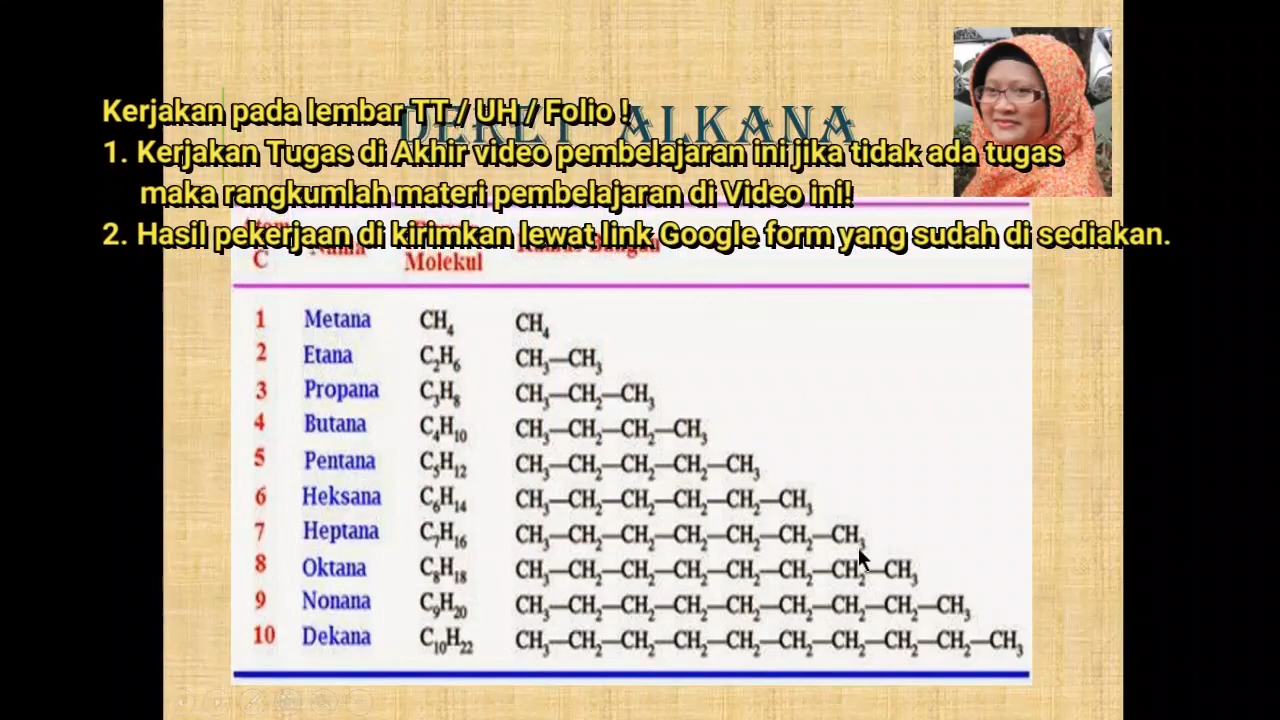 Kerjakan pada lembar TT / UH / Folio !
DERET ALKANA
1. Kerjakan Tugas di Akhir video pembelajaran ini jika tidak ada tugas
maka rangkumlah materi pembelajaran di Video ini!
2. Hasil pekerjaan di kirimkan lewat link Google form yang sudah di sediakan.
C Nama Molekul Bangun
1 Metana CH₄ CH₄
2 Etana C₂H₆ CH₃—CH₃
3 Propana C₃H₈ CH₃—CH₂—CH₃
4 Butana C₄H₁₀ CH₃—CH₂—CH₂—CH₃
5 Pentana C₅H₁₂ CH₃—CH₂—CH₂—CH₂—CH₃
6 Heksana C₆H₁₄ CH₃—CH₂—CH₂—CH₂—CH₂—CH₃
7 Heptana C₇H₁₆ CH₃—CH₂—CH₂—CH₂—CH₂—CH₂—CH₃
8 Oktana C₈H₁₈ CH₃—CH₂—CH₂—CH₂—CH₂—CH₂—CH₂—CH₃
9 Nonana C₉H₂₀ CH₃—CH₂—CH₂—CH₂—CH₂—CH₂—CH₂—CH₂—CH₃
10 Dekana C₁₀H₂₂ CH₃—CH₂—CH₂—CH₂—CH₂—CH₂—CH₂—CH₂—CH₂—CH₃